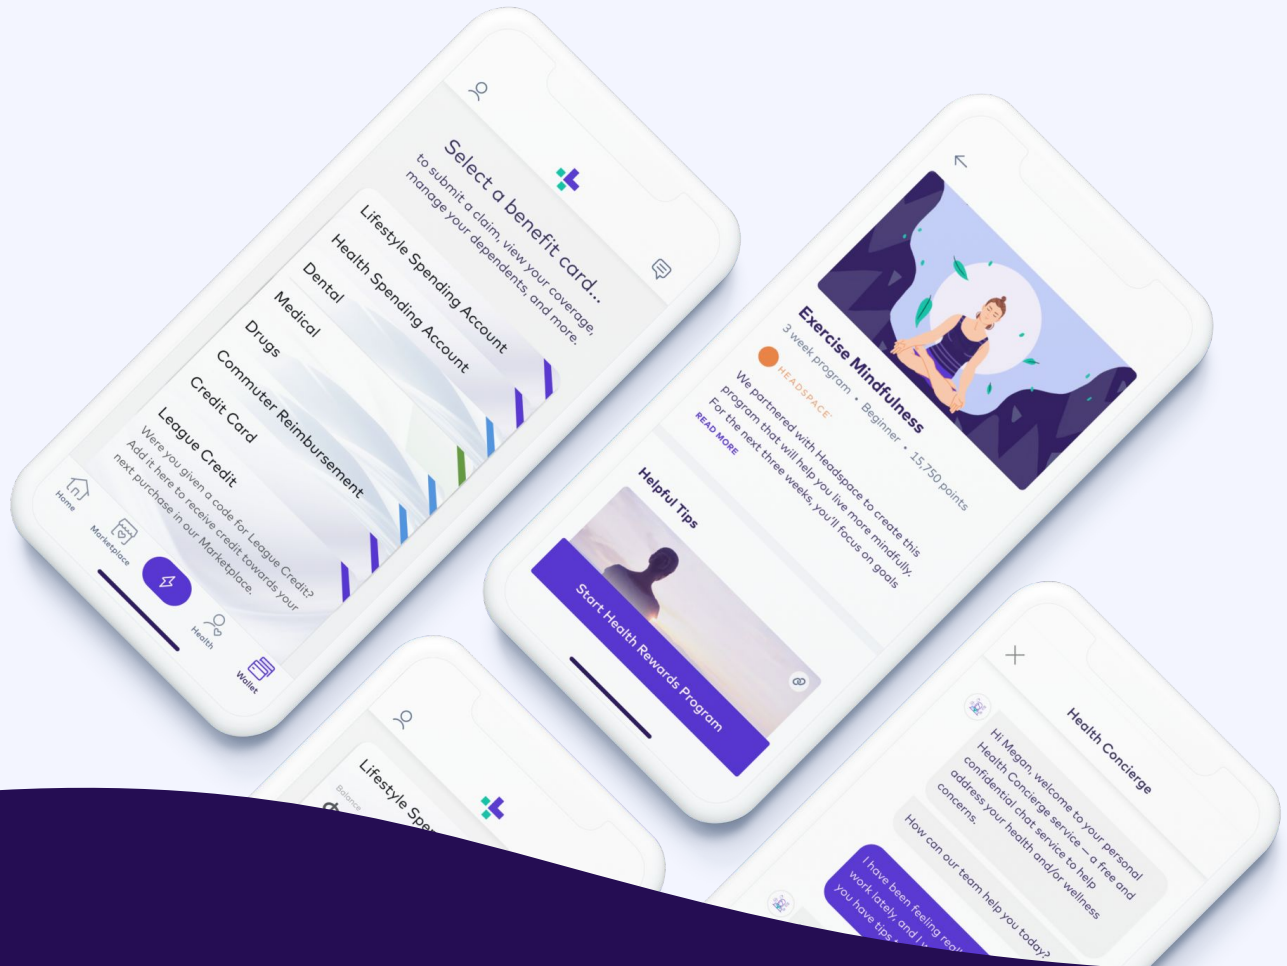 Select a benefit card...
to submit a claim, view your coverage,
manage your dependents, and more.
Lifestyle Spending Account
Health Spending Account
Dental
Medical
Drugs
Commuter Reimbursement
Credit Card
League Credit
Were you given a code for League Credit?
Add it here to receive credit towards your
next purchase in our Marketplace.
Home
Marketplace
Health
Wallet
Exercise Mindfulness
3 week program • Beginner • 15,750 points
HEADSPACE
We partnered with Headspace to create this
program that will help you live more mindfully.
For the next three weeks, you'll focus on goals
READ MORE
Helpful Tips
Start Health Rewards Program
Lifestyle
Balance
Health Concierge
Hi Megan, welcome to your personal
Health Concierge service — a free and
confidential chat service to help
address your health and/or wellness
concerns.
How can our team help you today?
I have been feeling
work lately, and I
you have tips